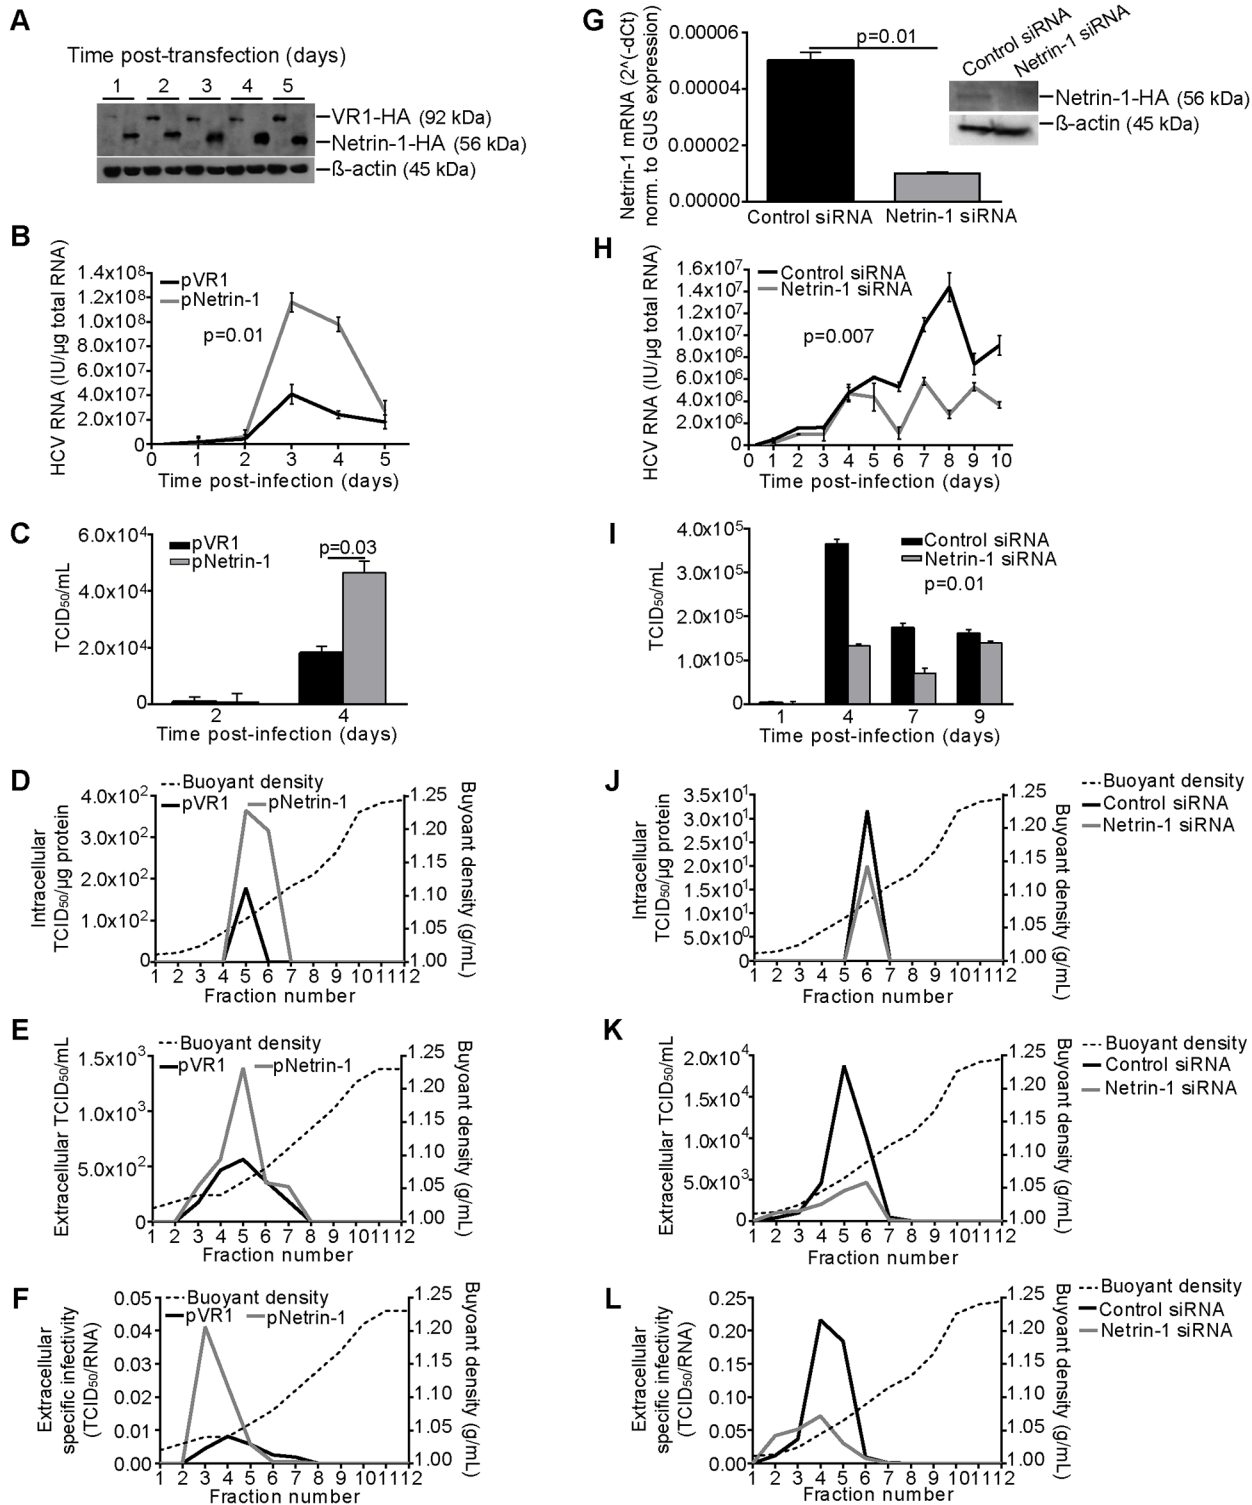 A
Time post-transfection (days)
1 2 3 4 5
VR1-HA (92 kDa)
Netrin-1-HA (56 kDa)
ß-actin (45 kDa)
B
HCV RNA (IU/µg total RNA)
1.4x10⁸
1.2x10⁸
1.0x10⁸
8.0x10⁷
6.0x10⁷
4.0x10⁷
2.0x10⁷
0
pVR1
pNetrin-1
p=0.01
0 1 2 3 4 5
Time post-infection (days)
C
TCID₅₀/mL
6.0x10⁴
4.0x10⁴
2.0x10⁴
0
pVR1
pNetrin-1
p=0.03
2 4
Time post-infection (days)
D
Intracellular
TCID₅₀/µg protein
4.0x10²
3.0x10²
2.0x10²
1.0x10²
0
Buoyant density
pVR1 pNetrin-1
1.25
1.20
1.15
1.10
1.05
1.00
Buyoant density (g/mL)
1 2 3 4 5 6 7 8 9 10 11 12
Fraction number
E
Extracellular TCID₅₀/mL
1.5x10³
1.0x10³
5.0x10²
0
Buoyant density
pVR1 pNetrin-1
1.25
1.20
1.15
1.10
1.05
1.00
Buyoant density (g/mL)
1 2 3 4 5 6 7 8 9 10 11 12
Fraction number
F
Extracellular
specific infectivity
(TCID₅₀/RNA)
0.05
0.04
0.03
0.02
0.01
0.00
Buoyant density
pVR1 pNetrin-1
1.25
1.20
1.15
1.10
1.05
1.00
Buyoant density (g/mL)
1 2 3 4 5 6 7 8 9 10 11 12
Fraction number
G
Netrin-1 mRNA (2^(-dCt)
norm. to GUS expression)
0.00006
0.00004
0.00002
0.00000
p=0.01
Control siRNA Netrin-1 siRNA
Control siRNA
Netrin-1 siRNA
Netrin-1-HA (56 kDa)
ß-actin (45 kDa)
H
HCV RNA (IU/µg total RNA)
1.6x10⁷
1.4x10⁷
1.2x10⁷
1.0x10⁷
8.0x10⁶
6.0x10⁶
4.0x10⁶
2.0x10⁶
0
Control siRNA
Netrin-1 siRNA
p=0.007
0 1 2 3 4 5 6 7 8 9 10
Time post-infection (days)
I
TCID₅₀/mL
4.0x10⁵
3.0x10⁵
2.0x10⁵
1.0x10⁵
0
Control siRNA
Netrin-1 siRNA
p=0.01
1 4 7 9
Time post-infection (days)
J
Intracellular
TCID₅₀/µg protein
3.5x10¹
3.0x10¹
2.5x10¹
2.0x10¹
1.5x10¹
1.0x10¹
5.0x10⁰
0
1.25
1.20
1.15
1.10
1.05
1.00
Buyoant density (g/mL)
Buoyant density
Control siRNA
Netrin-1 siRNA
1 2 3 4 5 6 7 8 9 10 11 12
Fraction number
K
Extracellular TCID₅₀/mL
2.0x10⁴
1.5x10⁴
1.0x10⁴
5.0x10³
0
1.25
1.20
1.15
1.10
1.05
1.00
Buyoant density (g/mL)
Buoyant density
Control siRNA
Netrin-1 siRNA
1 2 3 4 5 6 7 8 9 10 11 12
Fraction number
L
Extracellular
specific infectivity
(TCID₅₀/RNA)
0.25
0.20
0.15
0.10
0.05
0.00
1.25
1.20
1.15
1.10
1.05
1.00
Buyoant density (g/mL)
Buoyant density
Control siRNA
Netrin-1 siRNA
1 2 3 4 5 6 7 8 9 10 11 12
Fraction number